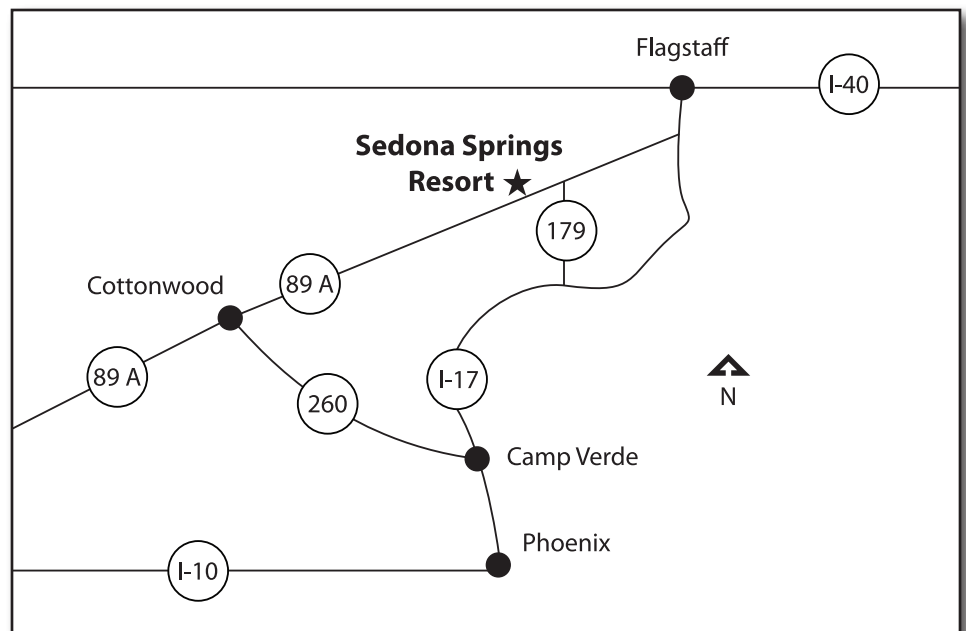 Flagstaff
I-40
Sedona Springs
Resort
179
Cottonwood
89 A
89 A
I-17
260
N
Camp Verde
Phoenix
I-10